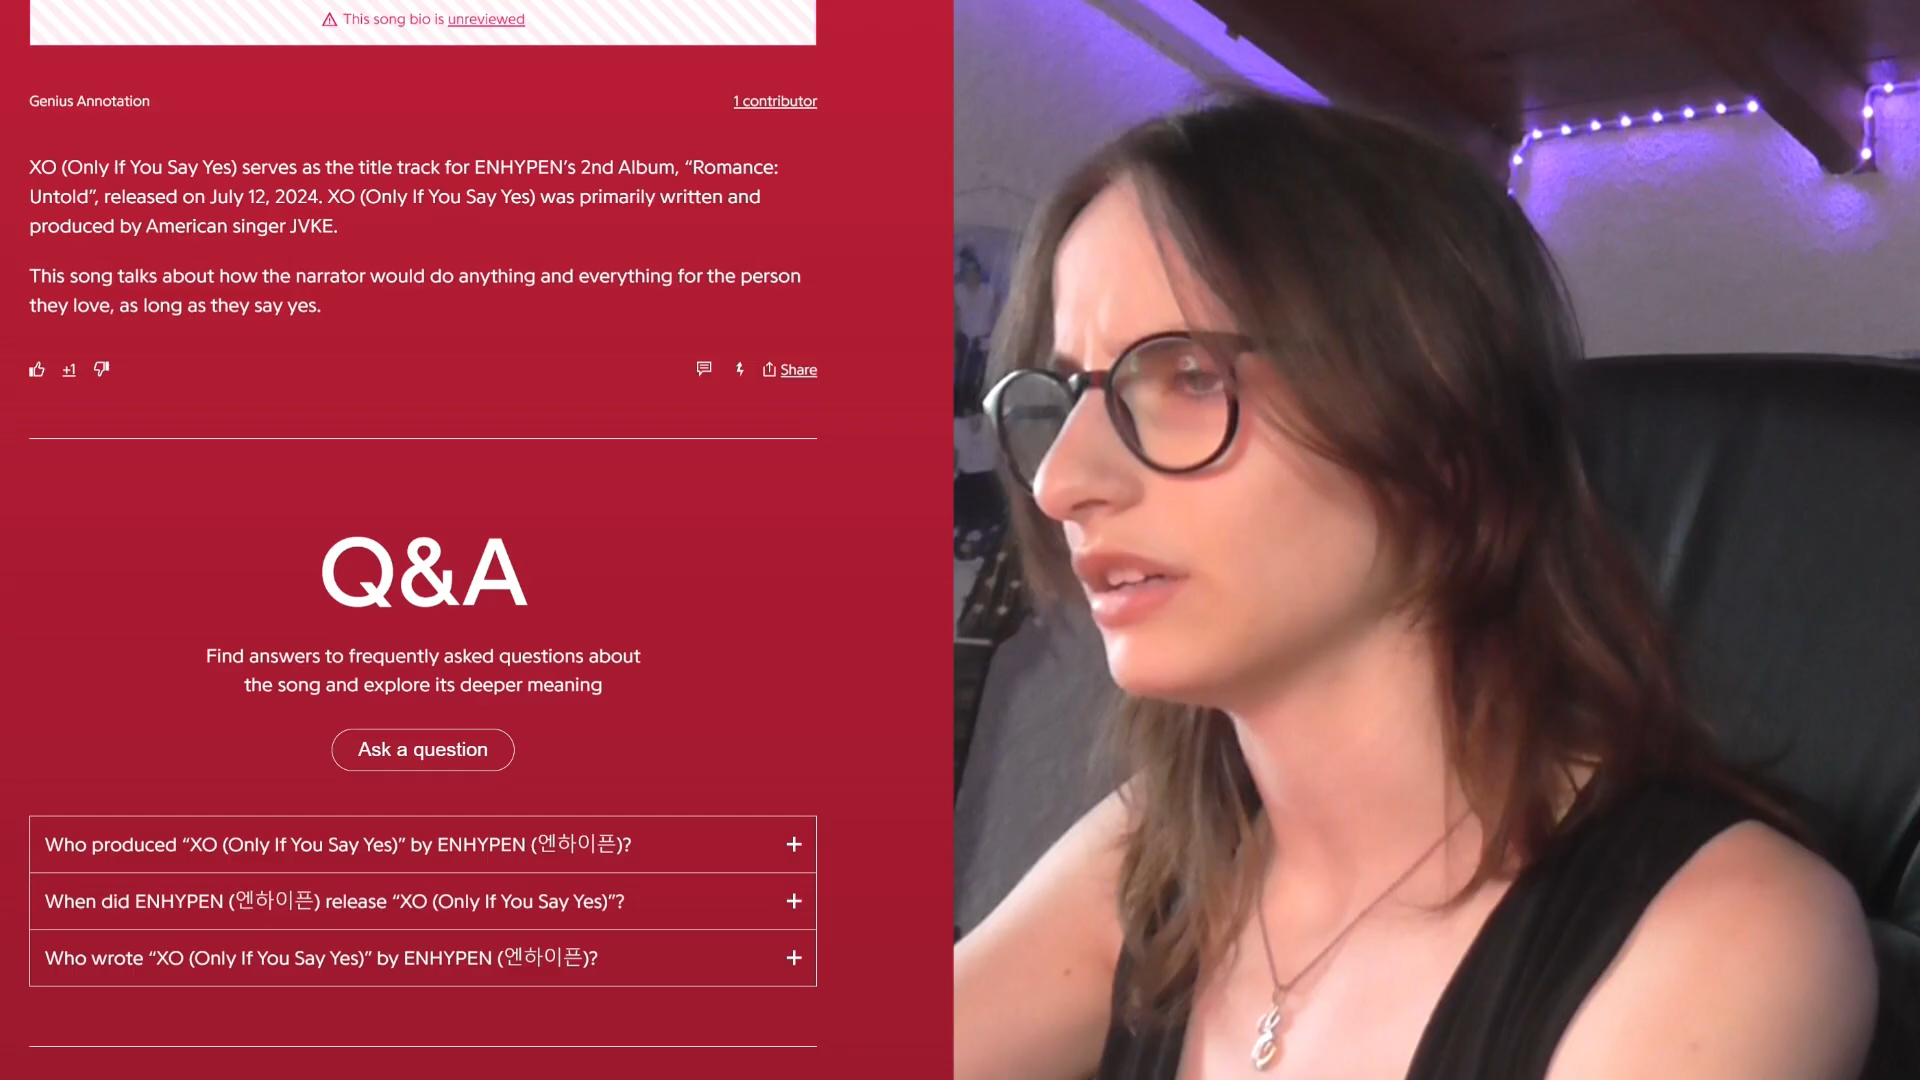 This song bio is unreviewed
Genius Annotation
1 contributor
XO (Only If You Say Yes) serves as the title track for ENHYPEN’s 2nd Album, “Romance:
Untold”, released on July 12, 2024. XO (Only If You Say Yes) was primarily written and
produced by American singer JVKE.
This song talks about how the narrator would do anything and everything for the person
they love, as long as they say yes.
+1
Share
Q&A
Find answers to frequently asked questions about
the song and explore its deeper meaning
Ask a question
Who produced “XO (Only If You Say Yes)” by ENHYPEN (엔하이픈)?
When did ENHYPEN (엔하이픈) release “XO (Only If You Say Yes)”?
Who wrote “XO (Only If You Say Yes)” by ENHYPEN (엔하이픈)?